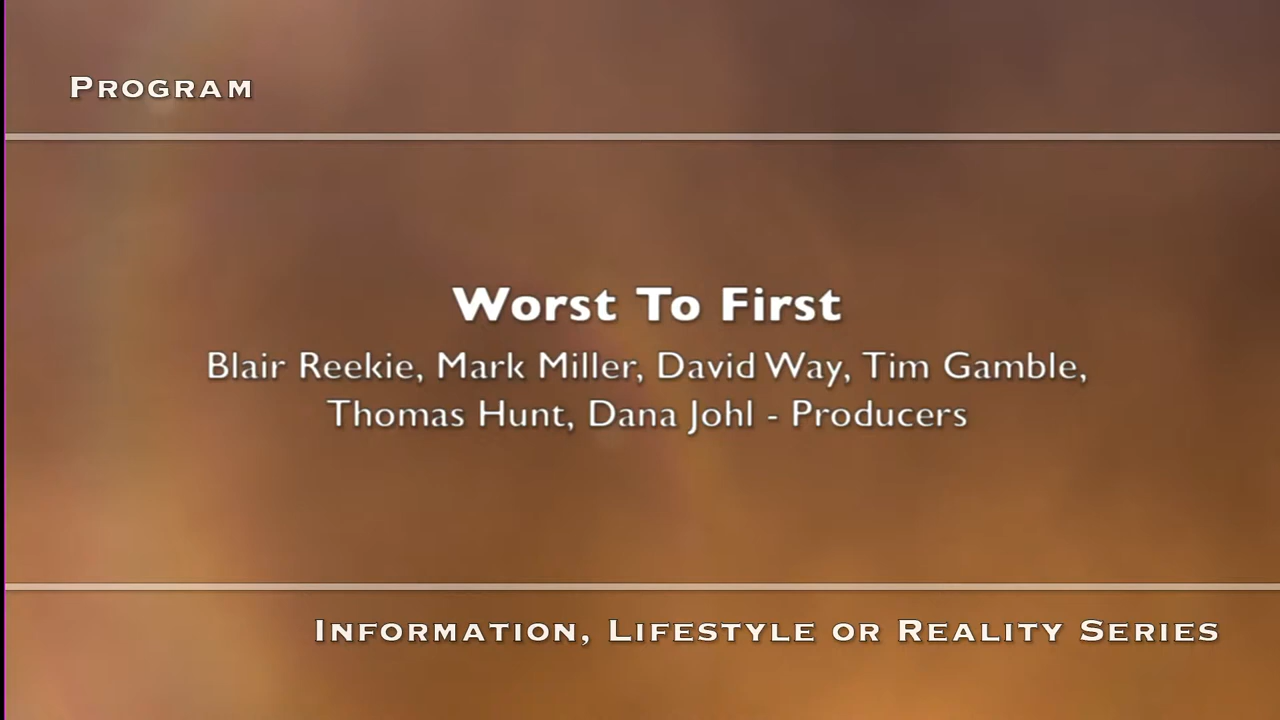 Program
Worst To First
Blair Reekie, Mark Miller, David Way, Tim Gamble,
Thomas Hunt, Dana Johl - Producers
Information, Lifestyle or Reality Series